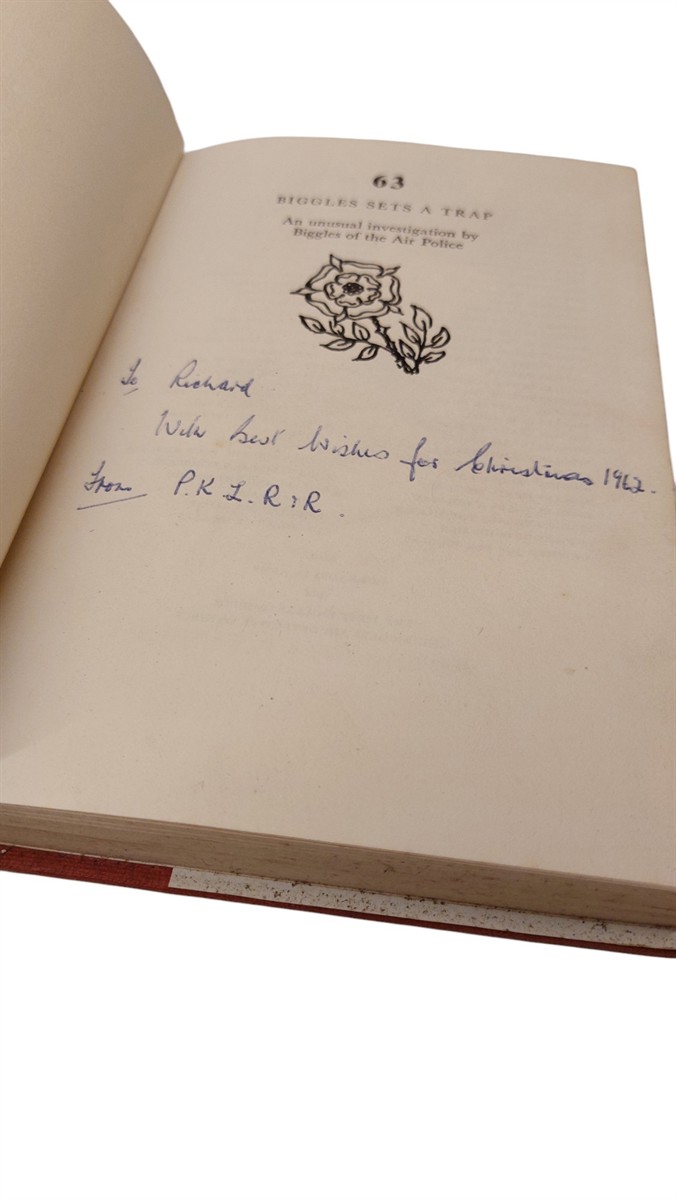 63
BIGGLES SETS A TRAP
An unusual investigation by
Biggles of the Air Police
To Richard
With Best Wishes for Christmas 1962.
From P.K.L.R&R.